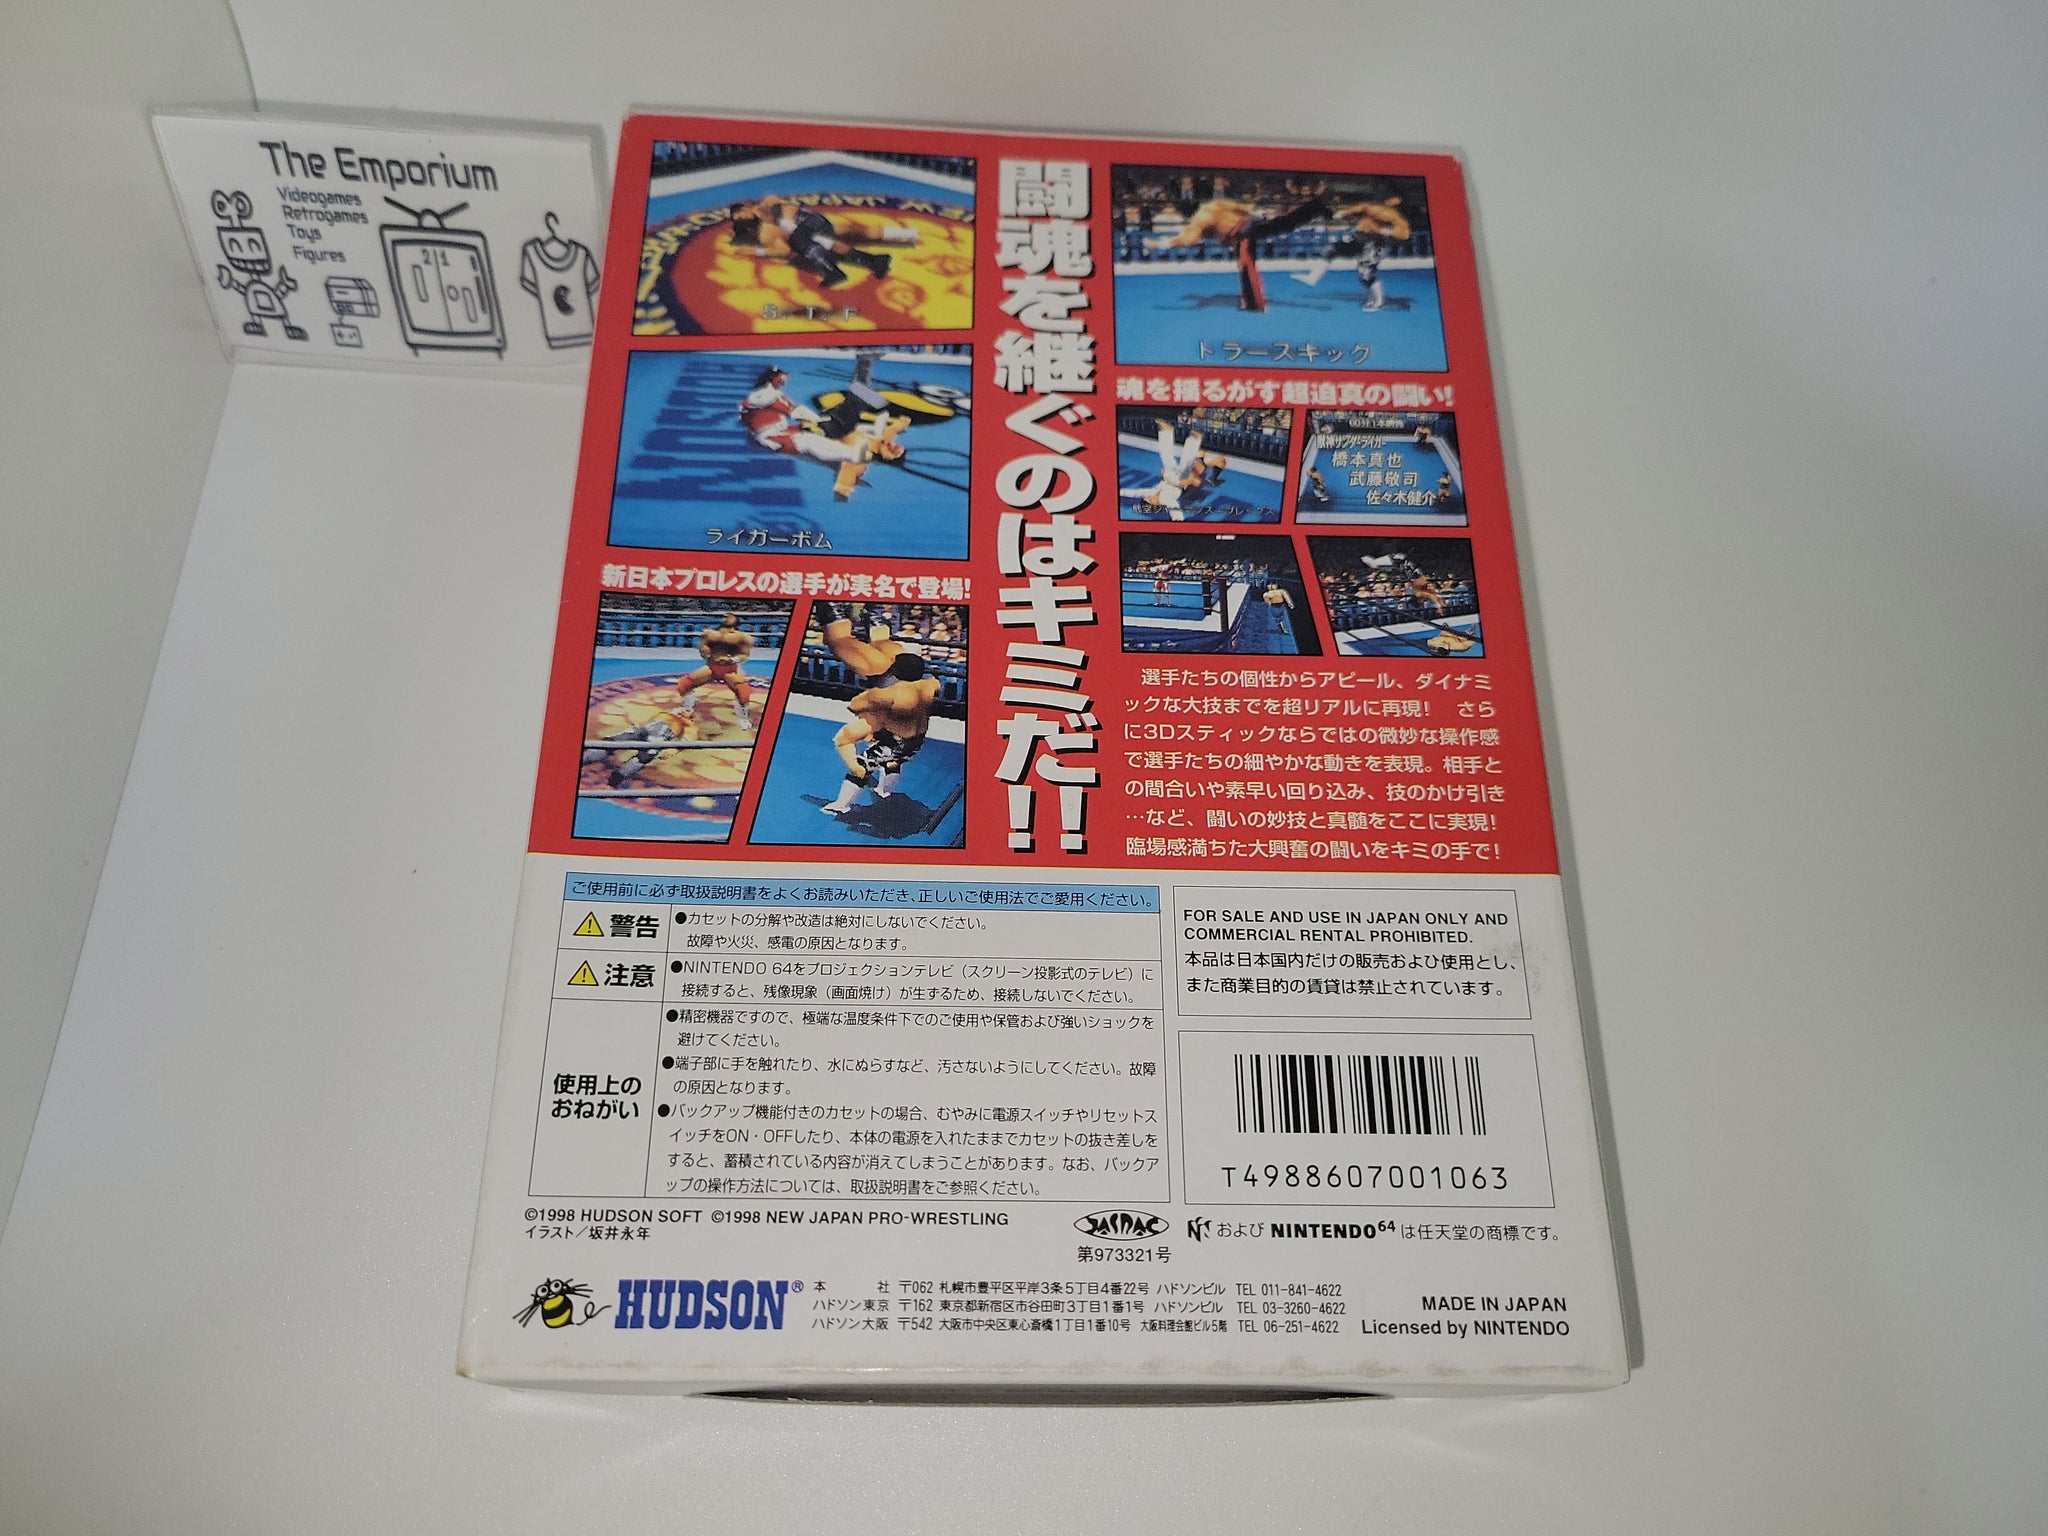 The Emporium
Videogames
Retrogames
Toys
Figures
闘魂を継ぐのはキミだ!!
ライガーボム
新日本プロレスの選手が実名で登場!
トラースキック
魂を揺るがす超迫真の闘い!
60分1本勝負
獣神サンダーライガー
橋本真也
武藤敬司
佐々木健介
選手たちの個性からアピール、ダイナミ
ックな大技までを超リアルに再現! さら
に3Dスティックならではの微妙な操作感
で選手たちの細やかな動きを表現。相手と
の間合いや素早い回り込み、技のかけ引き
…など、闘いの妙技と真髄をここに実現!
臨場感満ちた大興奮の闘いをキミの手で!
ご使用前に必ず取扱説明書をよくお読みいただき、正しいご使用法でご愛用ください。
警告
●カセットの分解や改造は絶対にしないでください。
故障や火災、感電の原因となります。
注意
●NINTENDO 64をプロジェクションテレビ（スクリーン投影式のテレビ）に
接続すると、残像現象（画面焼け）が生ずるため、接続しないでください。
使用上の
おねがい
●精密機器ですので、極端な温度条件下でのご使用や保管および強いショックを
避けてください。
●端子部に手を触れたり、水にぬらすなど、汚さないようにしてください。故障
の原因となります。
●バックアップ機能付きのカセットの場合、むやみに電源スイッチやリセットス
イッチをON・OFFしたり、本体の電源を入れたままでカセットの抜き差しを
すると、蓄積されている内容が消えてしまうことがあります。なお、バックア
ップの操作方法については、取扱説明書をご参照ください。
FOR SALE AND USE IN JAPAN ONLY AND
COMMERCIAL RENTAL PROHIBITED.
本品は日本国内だけの販売および使用とし、
また商業目的の賃貸は禁止されています。
T4988607001063
©1998 HUDSON SOFT ©1998 NEW JAPAN PRO-WRESTLING
イラスト／坂井永年
JASRAC
第973321号
および NINTENDO64 は任天堂の商標です。
HUDSON®
本 社 〒062 札幌市豊平区平岸3条5丁目4番22号 ハドソンビル TEL 011-841-4622
ハドソン東京 〒162 東京都新宿区市谷田町3丁目1番1号 ハドソンビル TEL 03-3260-4622
ハドソン大阪 〒542 大阪市中央区東心斎橋1丁目1番10号 大阪料理会館ビル5階 TEL 06-251-4622
MADE IN JAPAN
Licensed by NINTENDO